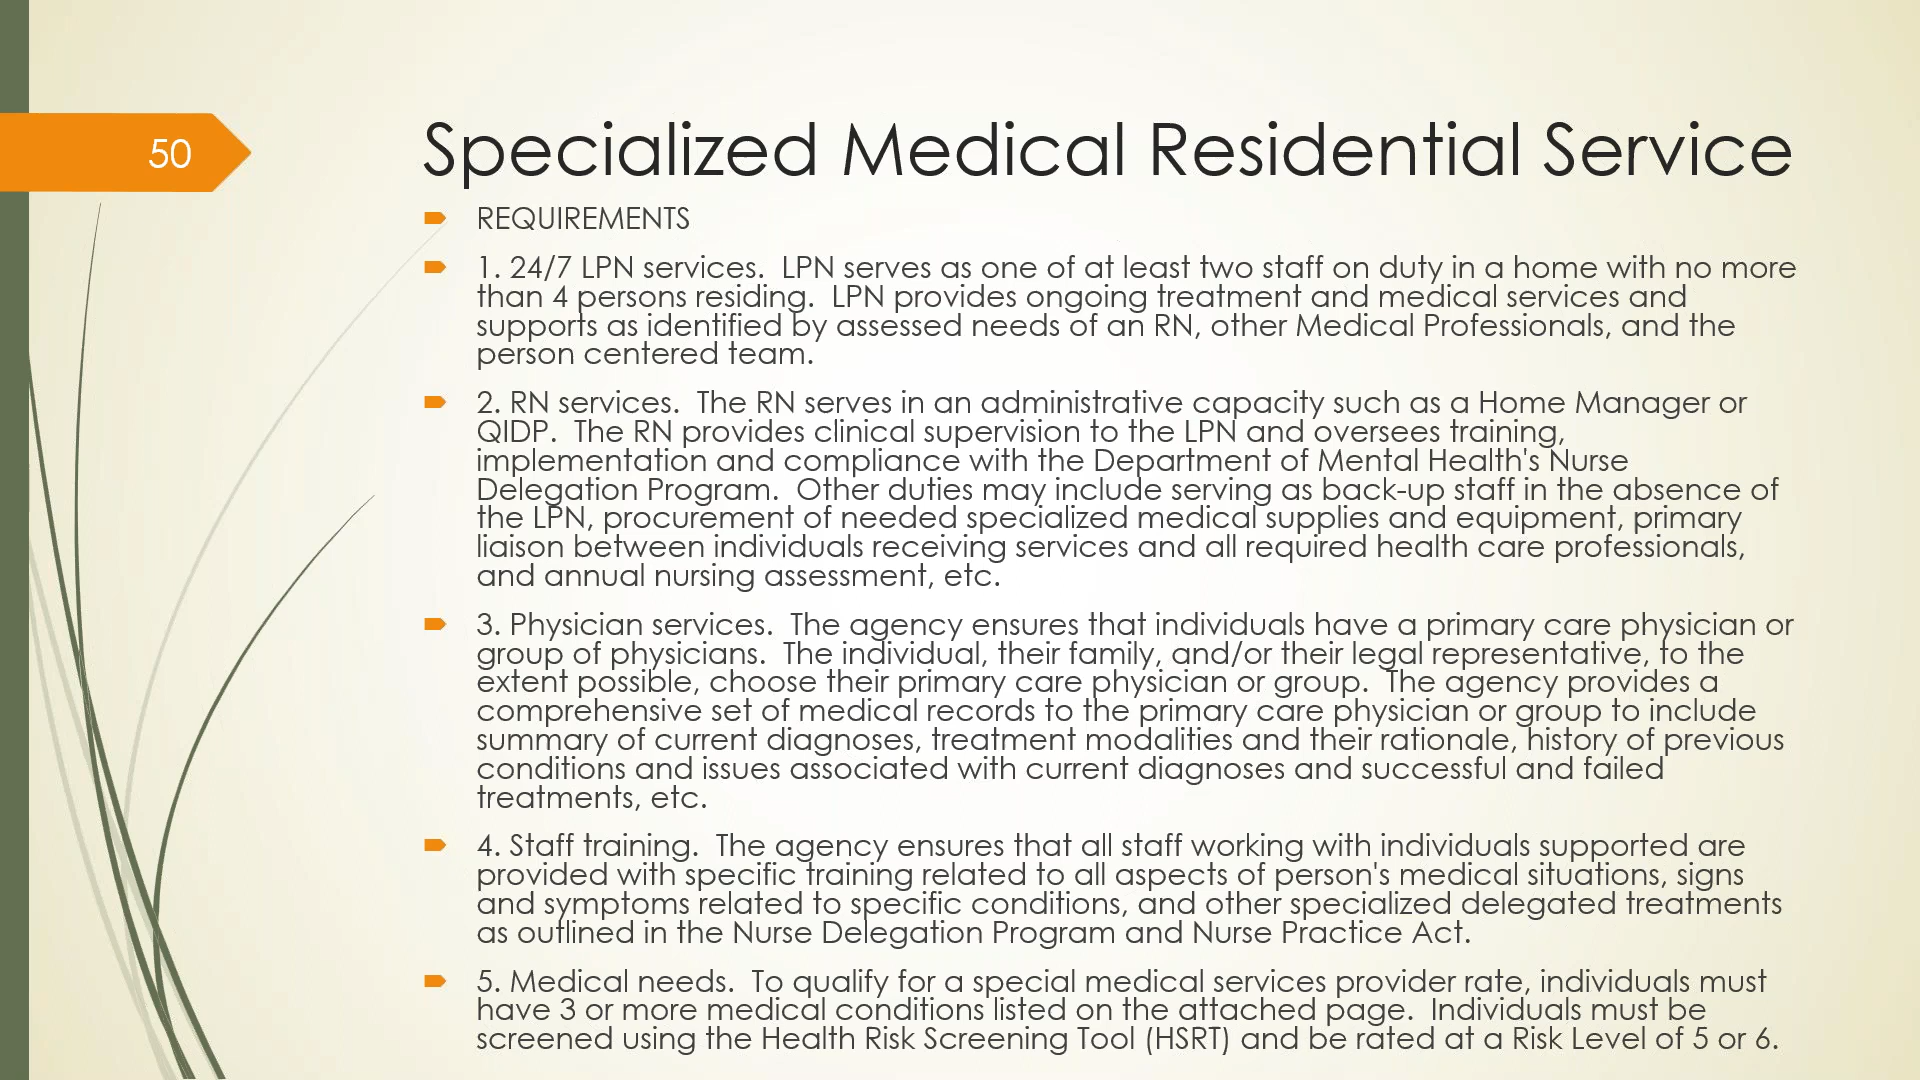 50
Specialized Medical Residential Service
REQUIREMENTS
1. 24/7 LPN services.  LPN serves as one of at least two staff on duty in a home with no more
than 4 persons residing.  LPN provides ongoing treatment and medical services and
supports as identified by assessed needs of an RN, other Medical Professionals, and the
person centered team.
2. RN services.  The RN serves in an administrative capacity such as a Home Manager or
QIDP.  The RN provides clinical supervision to the LPN and oversees training,
implementation and compliance with the Department of Mental Health's Nurse
Delegation Program.  Other duties may include serving as back-up staff in the absence of
the LPN, procurement of needed specialized medical supplies and equipment, primary
liaison between individuals receiving services and all required health care professionals,
and annual nursing assessment, etc.
3. Physician services.  The agency ensures that individuals have a primary care physician or
group of physicians.  The individual, their family, and/or their legal representative, to the
extent possible, choose their primary care physician or group.  The agency provides a
comprehensive set of medical records to the primary care physician or group to include
summary of current diagnoses, treatment modalities and their rationale, history of previous
conditions and issues associated with current diagnoses and successful and failed
treatments, etc.
4. Staff training.  The agency ensures that all staff working with individuals supported are
provided with specific training related to all aspects of person's medical situations, signs
and symptoms related to specific conditions, and other specialized delegated treatments
as outlined in the Nurse Delegation Program and Nurse Practice Act.
5. Medical needs.  To qualify for a special medical services provider rate, individuals must
have 3 or more medical conditions listed on the attached page.  Individuals must be
screened using the Health Risk Screening Tool (HSRT) and be rated at a Risk Level of 5 or 6.